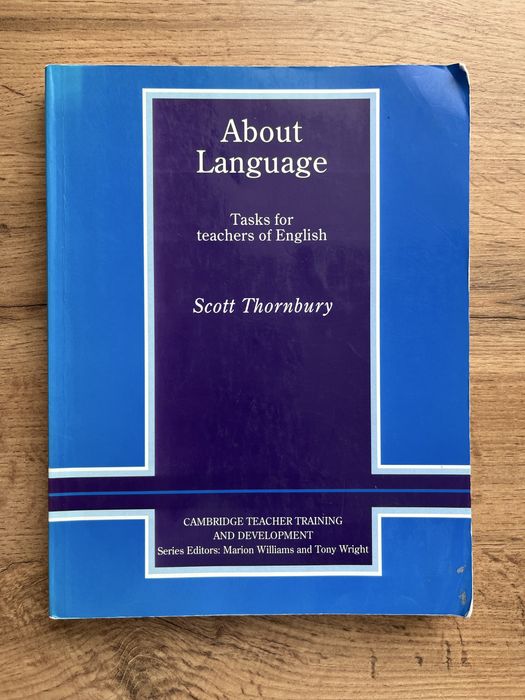 About
Language
Tasks for
teachers of English
Scott Thornbury
CAMBRIDGE TEACHER TRAINING
AND DEVELOPMENT
Series Editors: Marion Williams and Tony Wright